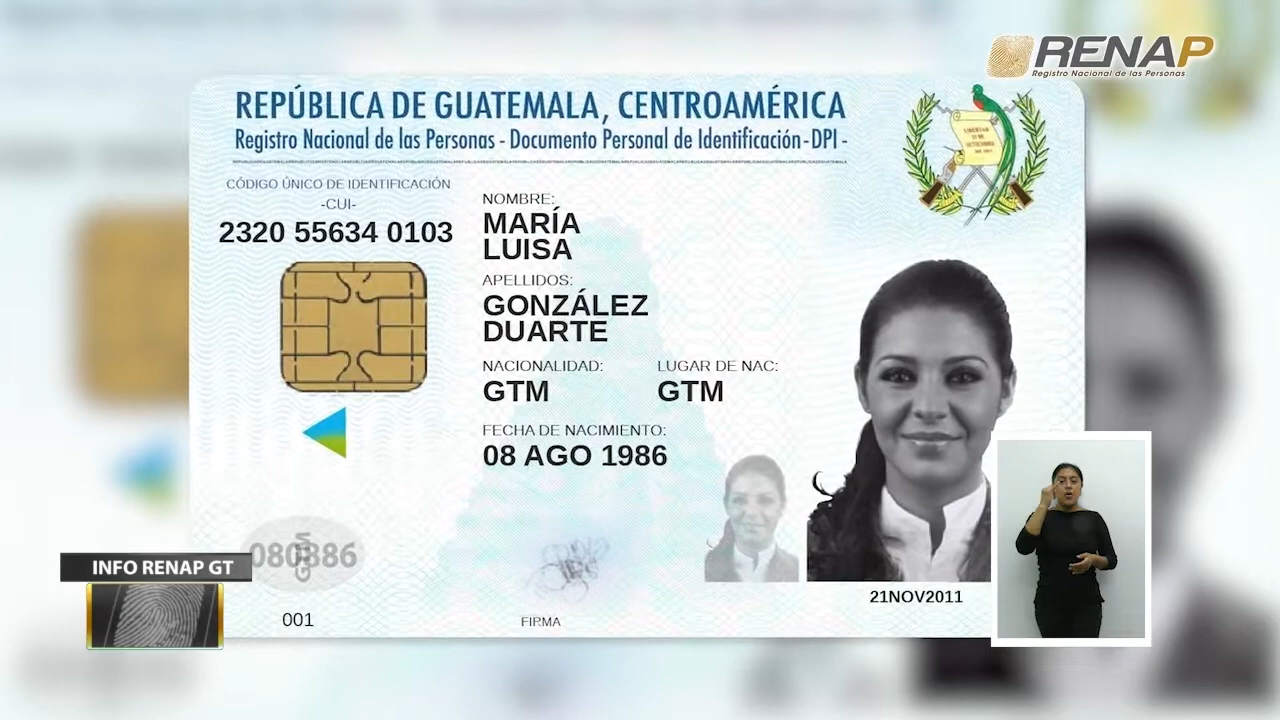 RENAP
Registro Nacional de las Personas
REPÚBLICA DE GUATEMALA, CENTROAMÉRICA
Registro Nacional de las Personas - Documento Personal de Identificación-DPI -
CÓDIGO ÚNICO DE IDENTIFICACIÓN
-CUI-
2320 55634 0103
NOMBRE:
MARÍA
LUISA
APELLIDOS:
GONZÁLEZ
DUARTE
NACIONALIDAD:
LUGAR DE NAC:
GTM
GTM
FECHA DE NACIMIENTO:
08 AGO 1986
080886
INFO RENAP GT
21NOV2011
001
FIRMA